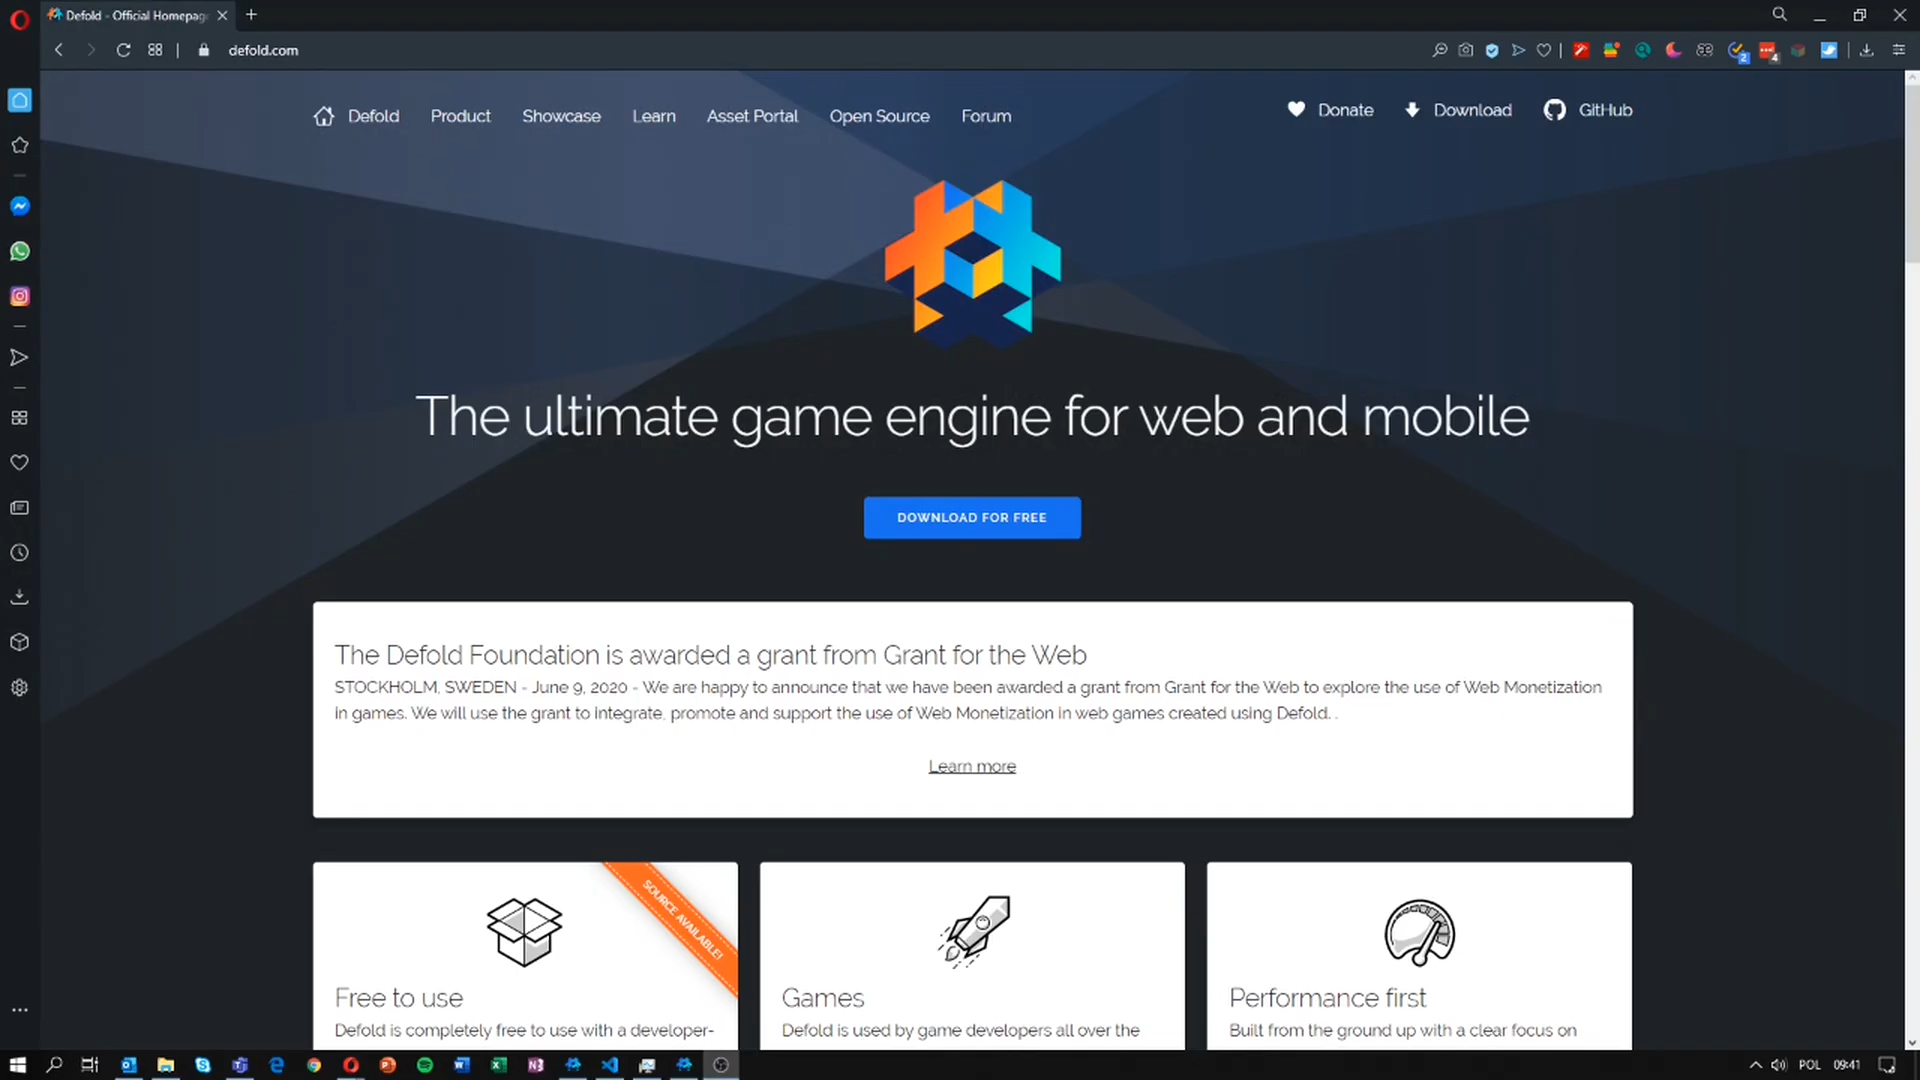 Defold - Official Homepag
defold.com
Defold
Product
Showcase
Learn
Asset Portal
Open Source
Forum
Donate
Download
GitHub
The ultimate game engine for web and mobile
DOWNLOAD FOR FREE
The Defold Foundation is awarded a grant from Grant for the Web
STOCKHOLM, SWEDEN - June 9, 2020 - We are happy to announce that we have been awarded a grant from Grant for the Web to explore the use of Web Monetization
in games. We will use the grant to integrate, promote and support the use of Web Monetization in web games created using Defold. .
Learn more
SOURCE AVAILABLE!
Free to use
Defold is completely free to use with a developer-
Games
Defold is used by game developers all over the
Performance first
Built from the ground up with a clear focus on
POL
09:41